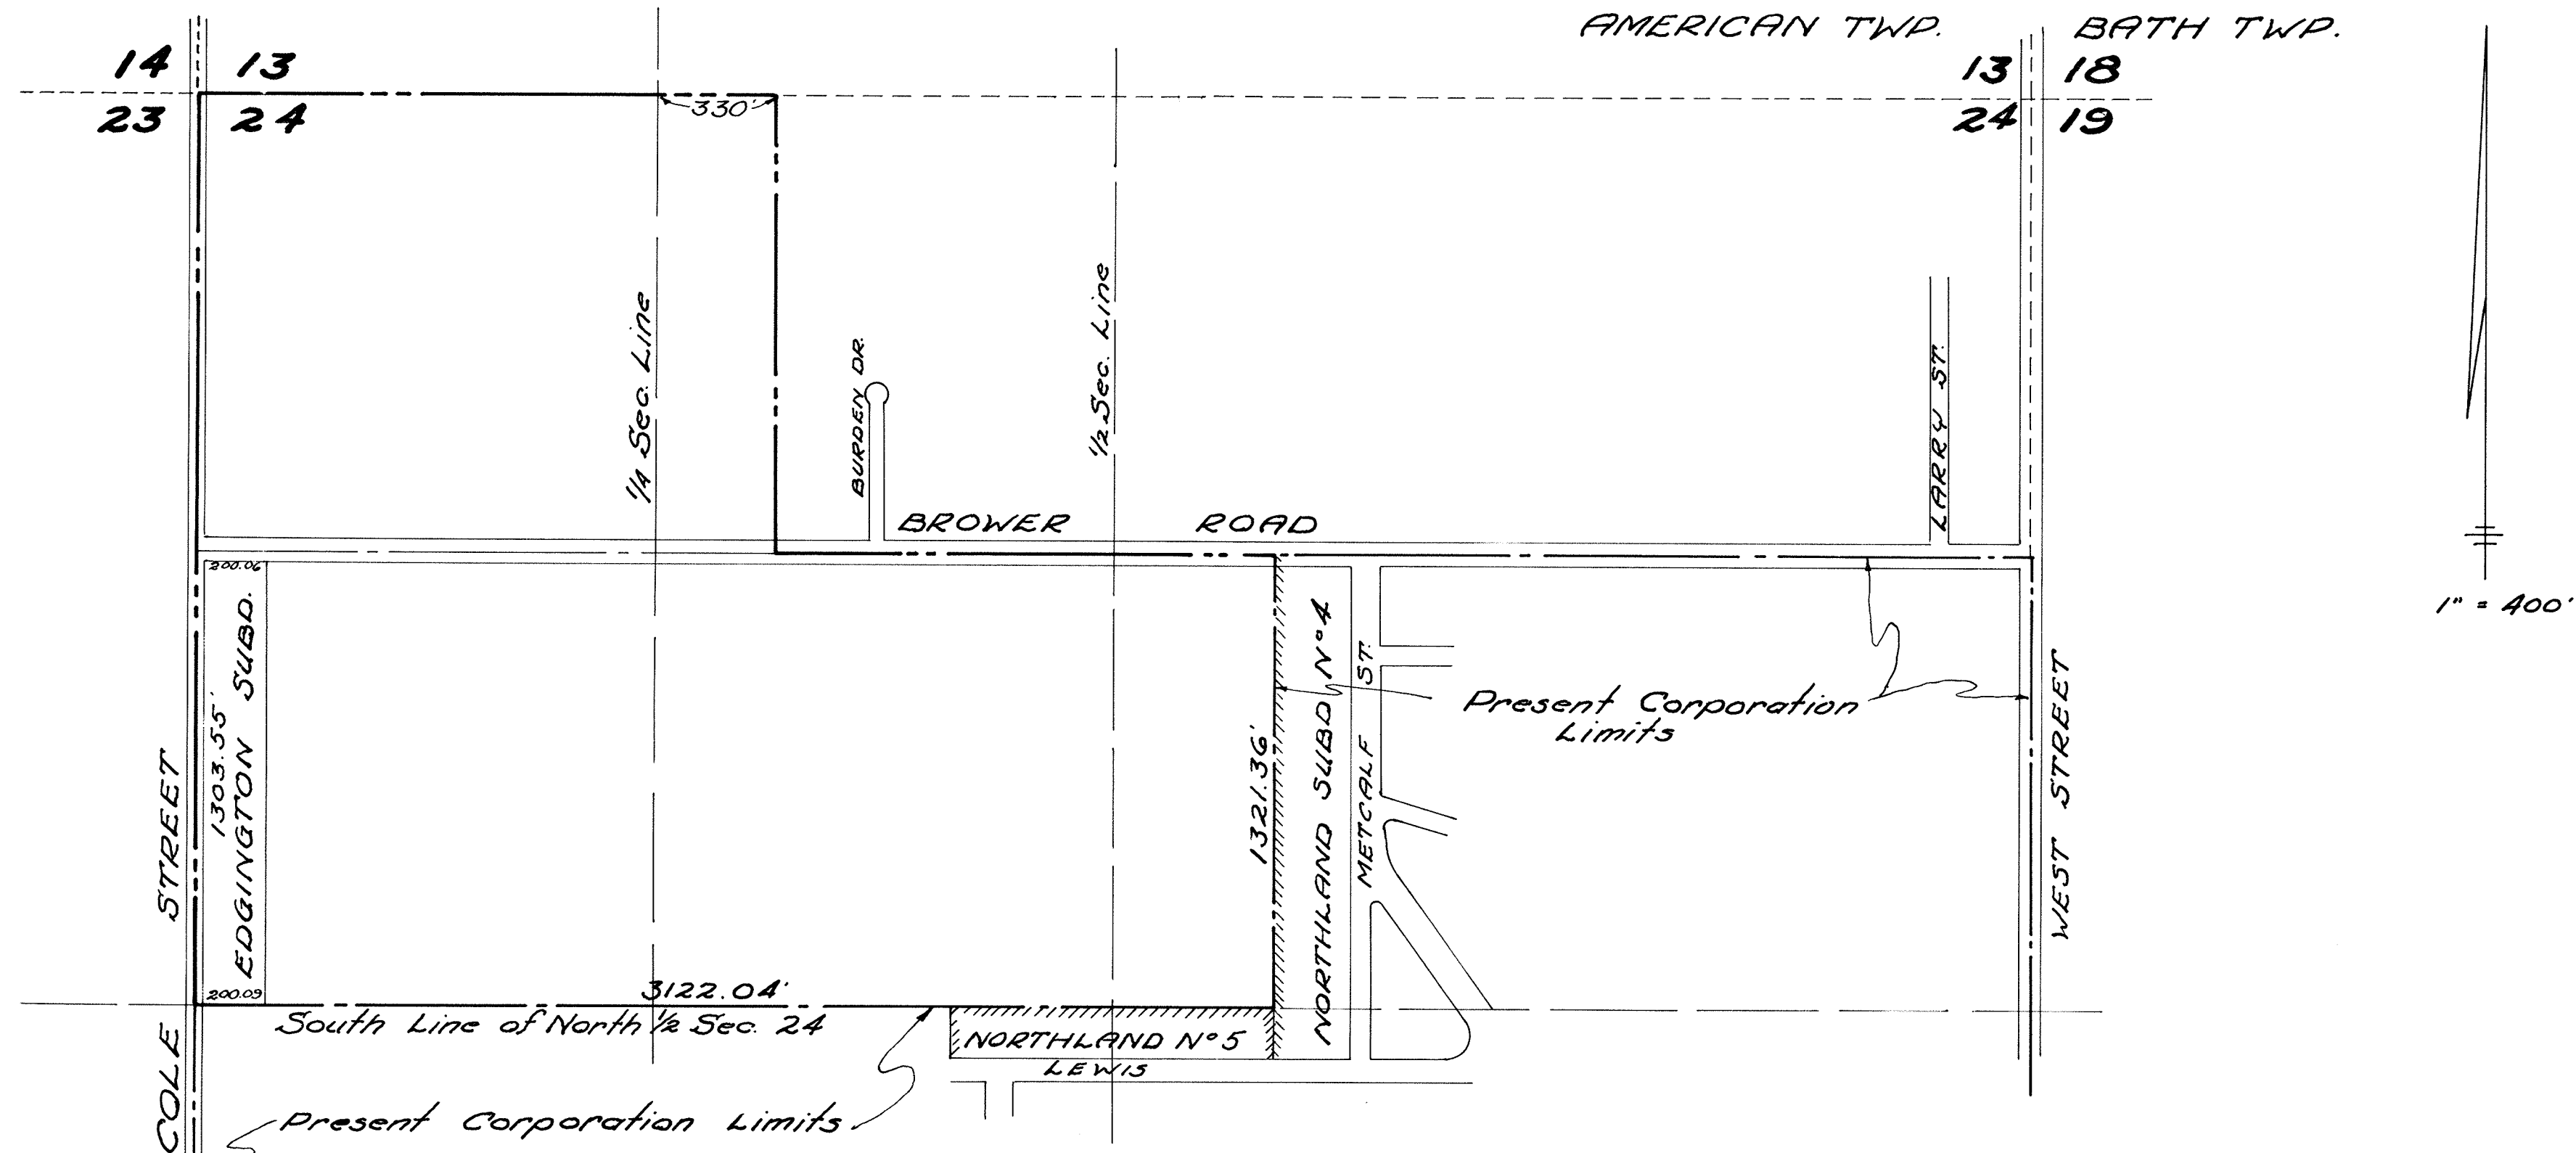 AMERICAN TWP. BATH TWP.
14 13
13 18
23 24
24 19
330'
1/4 Sec. Line
1/2 Sec. Line
BURDEN DR.
LARRY ST.
BROWER ROAD
1" = 400'
200.06
1303.55'
EDGINGTON SUBD.
200.09
COLE STREET
1321.36'
NORTHLAND SUBD Nº 4
METCALF ST.
Present Corporation
Limits
WEST STREET
3122.04'
South Line of North 1/2 Sec. 24
NORTHLAND Nº 5
LEWIS
Present Corporation Limits